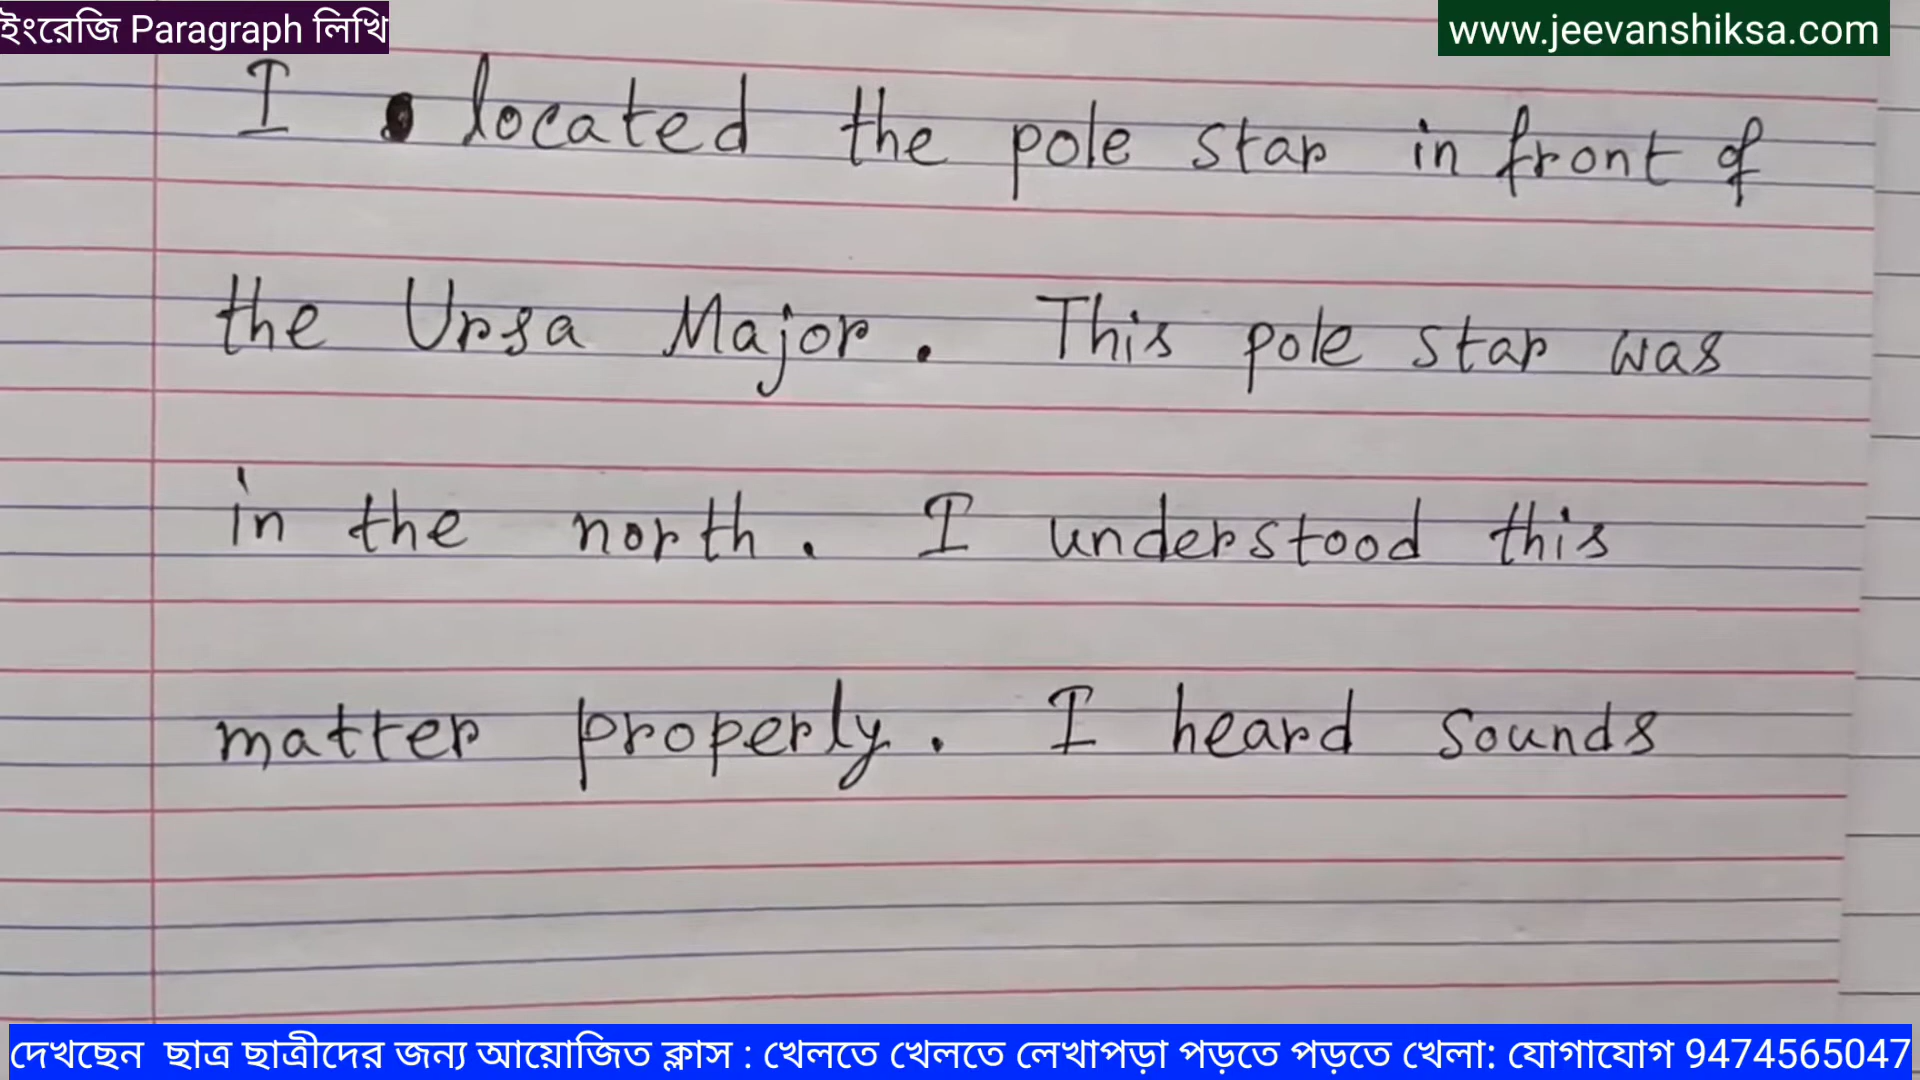 ইংরেজি Paragraph লিখি
www.jeevanshiksa.com
I located the pole star in front of
the Ursa Major. This pole star was
in the north. I understood this
matter properly. I heard sounds
দেখছেন ছাত্র ছাত্রীদের জন্য আয়োজিত ক্লাস : খেলতে খেলতে লেখাপড়া পড়তে পড়তে খেলা: যোগাযোগ 9474565047